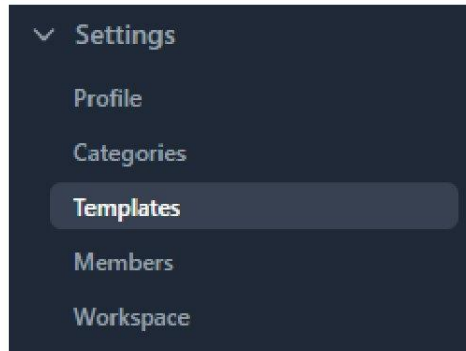 Settings
Profile
Categories
Templates
Members
Workspace